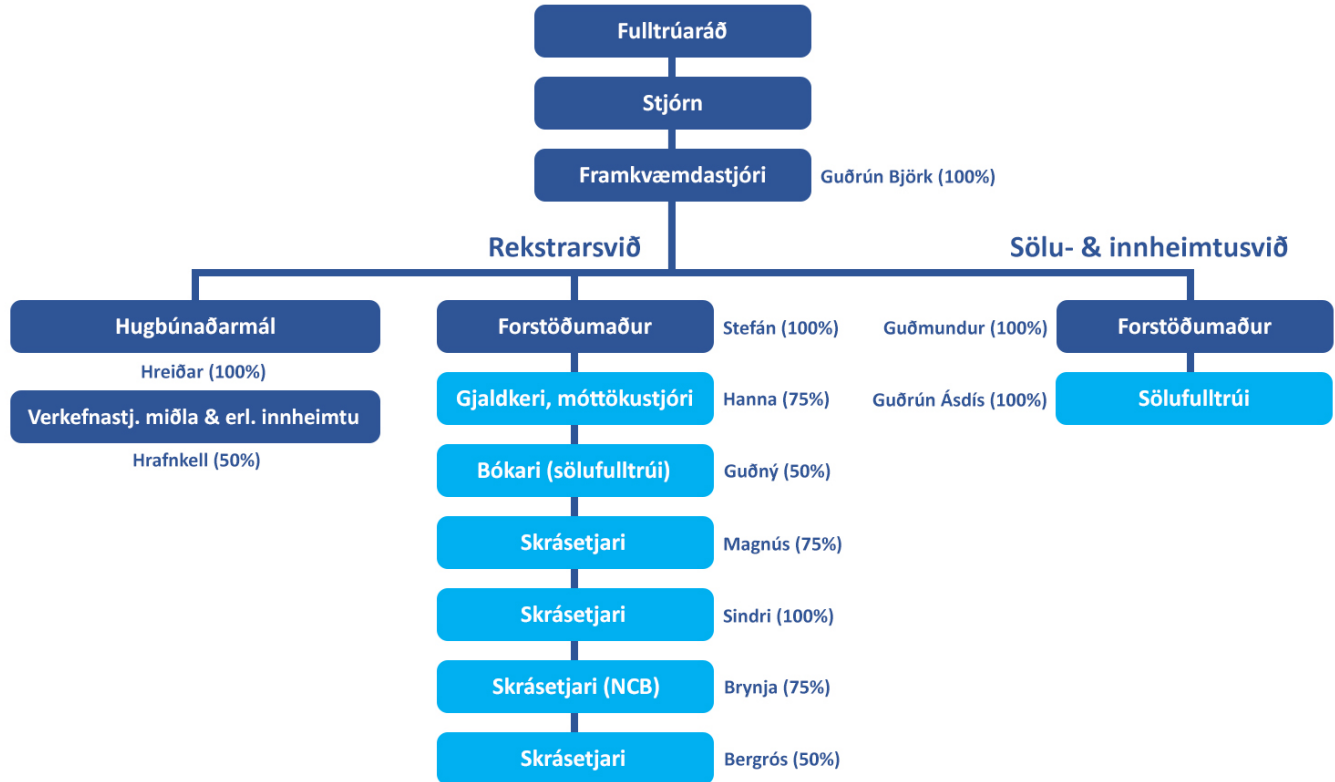 Fulltrúaráð
Stjórn
Framkvæmdastjóri
Guðrún Björk (100%)
Rekstrarsvið
Sölu- & innheimtusvið
Hugbúnaðarmál
Hreiðar (100%)
Verkefnastj. miðla & erl. innheimtu
Hrafnkell (50%)
Forstöðumaður
Stefán (100%)
Gjaldkeri, móttökustjóri
Hanna (75%)
Bókari (sölufulltrúi)
Guðný (50%)
Skrásetjari
Magnús (75%)
Skrásetjari
Sindri (100%)
Skrásetjari (NCB)
Brynja (75%)
Skrásetjari
Bergrós (50%)
Guðmundur (100%)
Forstöðumaður
Guðrún Ásdís (100%)
Sölufulltrúi